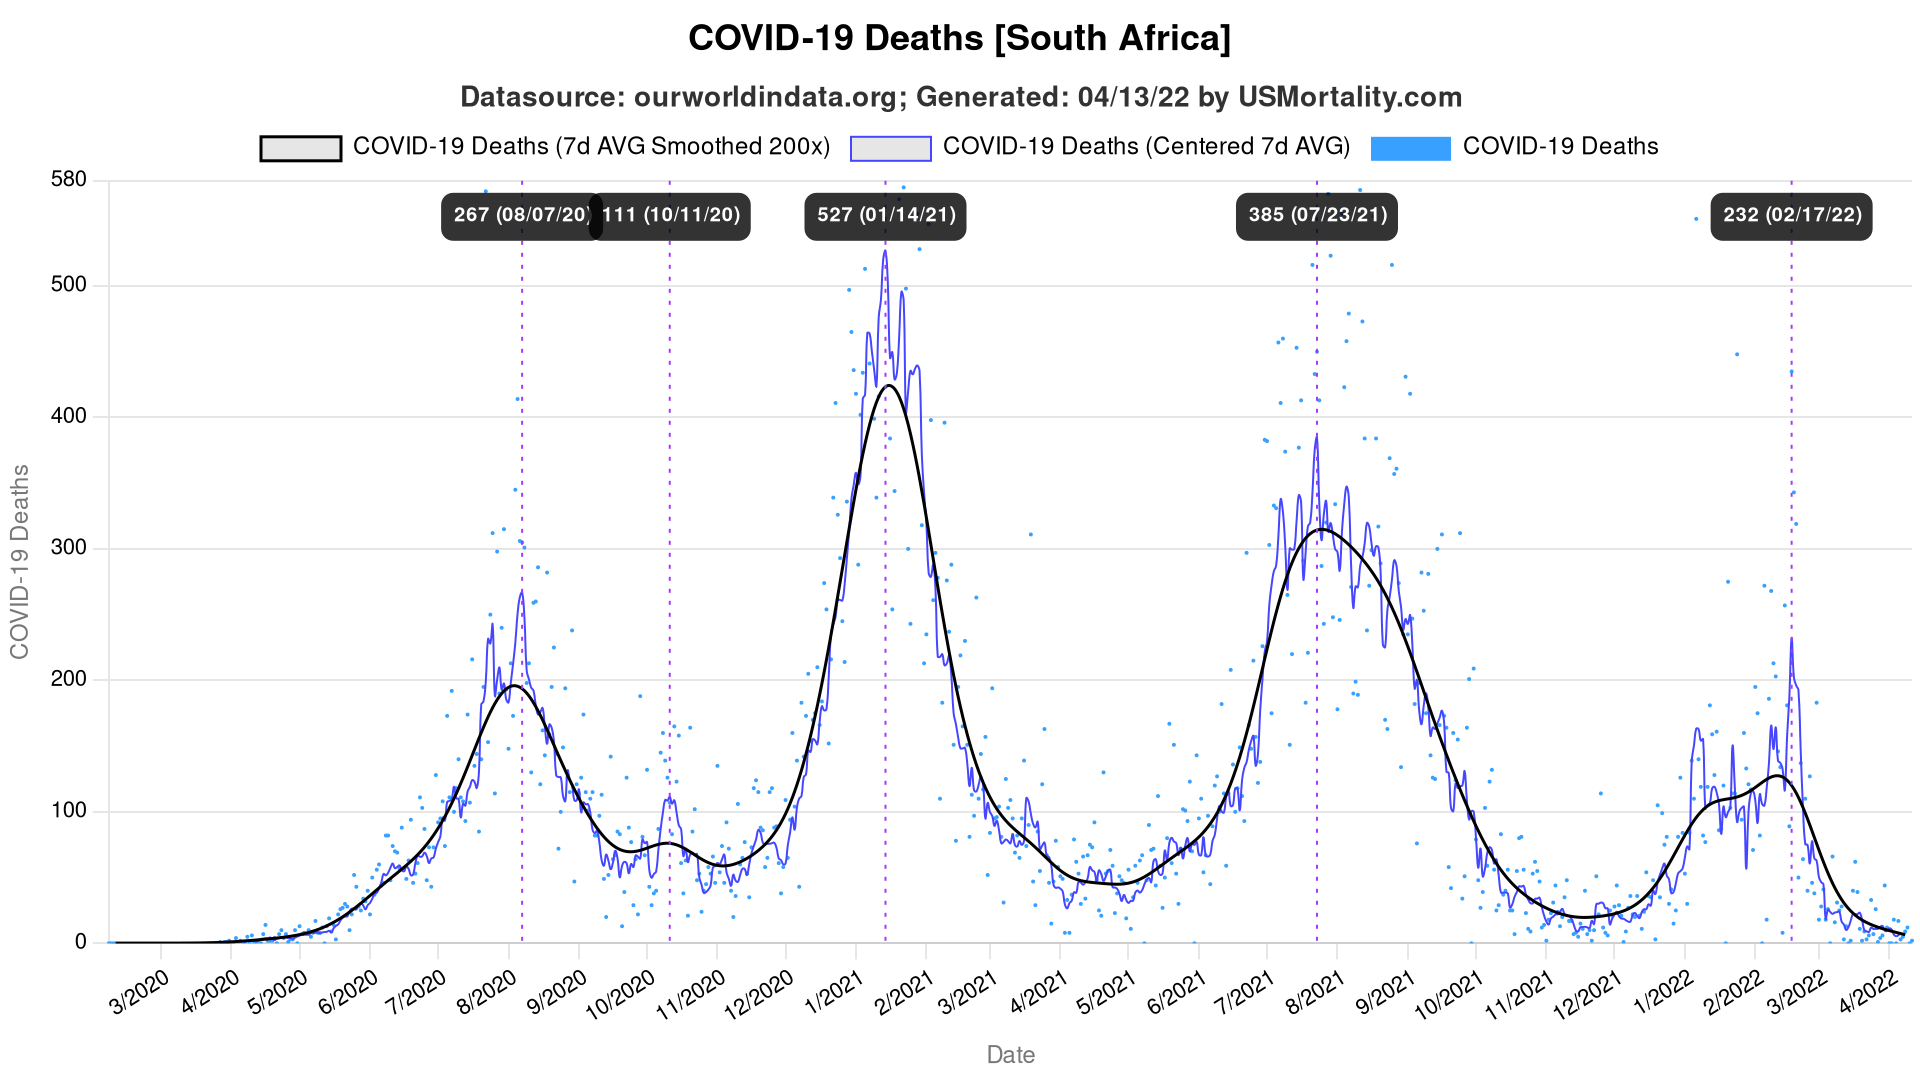 COVID-19 Deaths [South Africa]
Datasource: ourworldindata.org; Generated: 04/13/22 by USMortality.com
COVID-19 Deaths (7d AVG Smoothed 200x) COVID-19 Deaths (Centered 7d AVG) COVID-19 Deaths
267 (08/07/20) 111 (10/11/20) 527 (01/14/21) 385 (07/23/21) 232 (02/17/22)
580
500
400
300
200
100
0
COVID-19 Deaths
3/2020 4/2020 5/2020 6/2020 7/2020 8/2020 9/2020 10/2020 11/2020 12/2020 1/2021 2/2021 3/2021 4/2021 5/2021 6/2021 7/2021 8/2021 9/2021 10/2021 11/2021 12/2021 1/2022 2/2022 3/2022 4/2022
Date